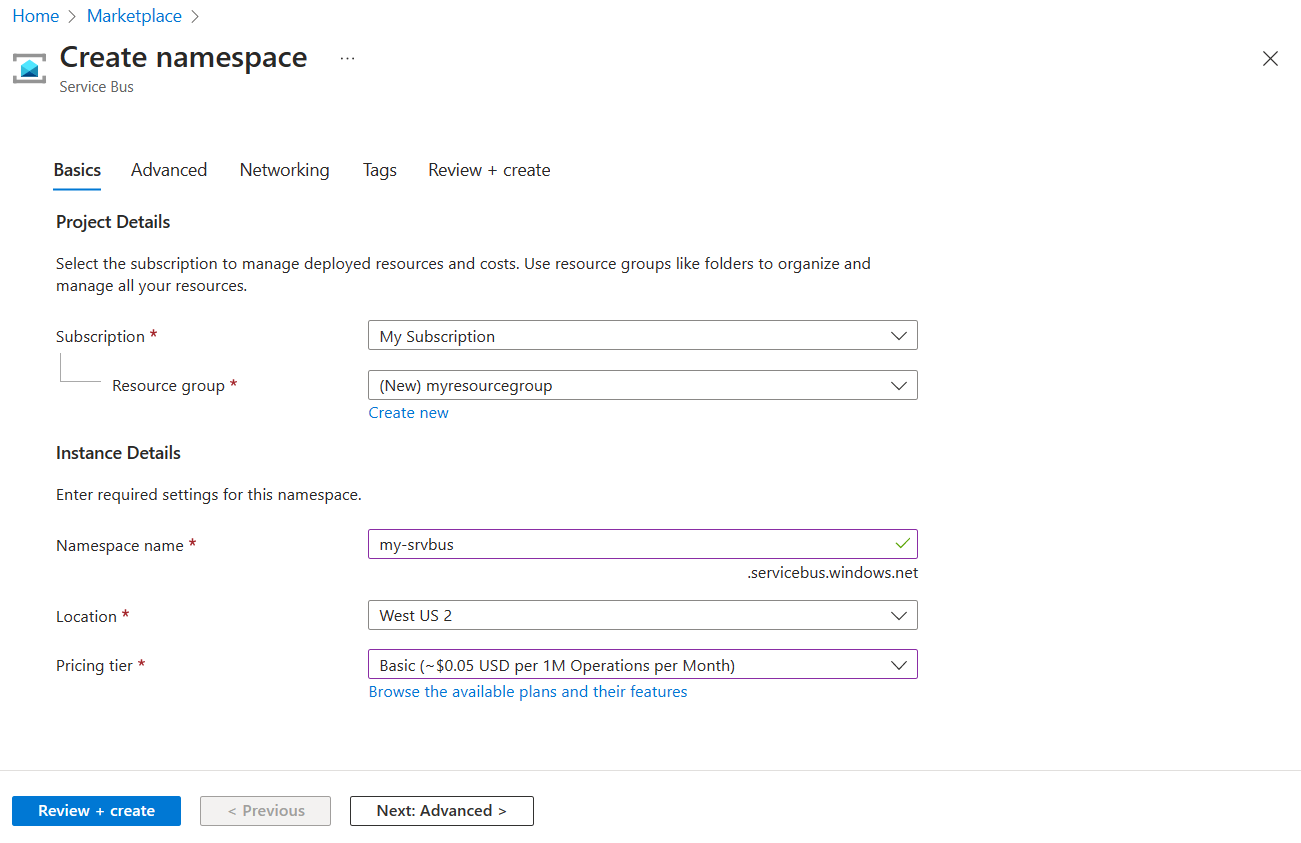 Home > Marketplace >
Create namespace ...
Service Bus
Basics Advanced Networking Tags Review + create
Project Details
Select the subscription to manage deployed resources and costs. Use resource groups like folders to organize and
manage all your resources.
Subscription * My Subscription
Resource group * (New) myresourcegroup
Create new
Instance Details
Enter required settings for this namespace.
Namespace name * my-srvbus
.servicebus.windows.net
Location * West US 2
Pricing tier * Basic (~$0.05 USD per 1M Operations per Month)
Browse the available plans and their features
Review + create < Previous Next: Advanced >